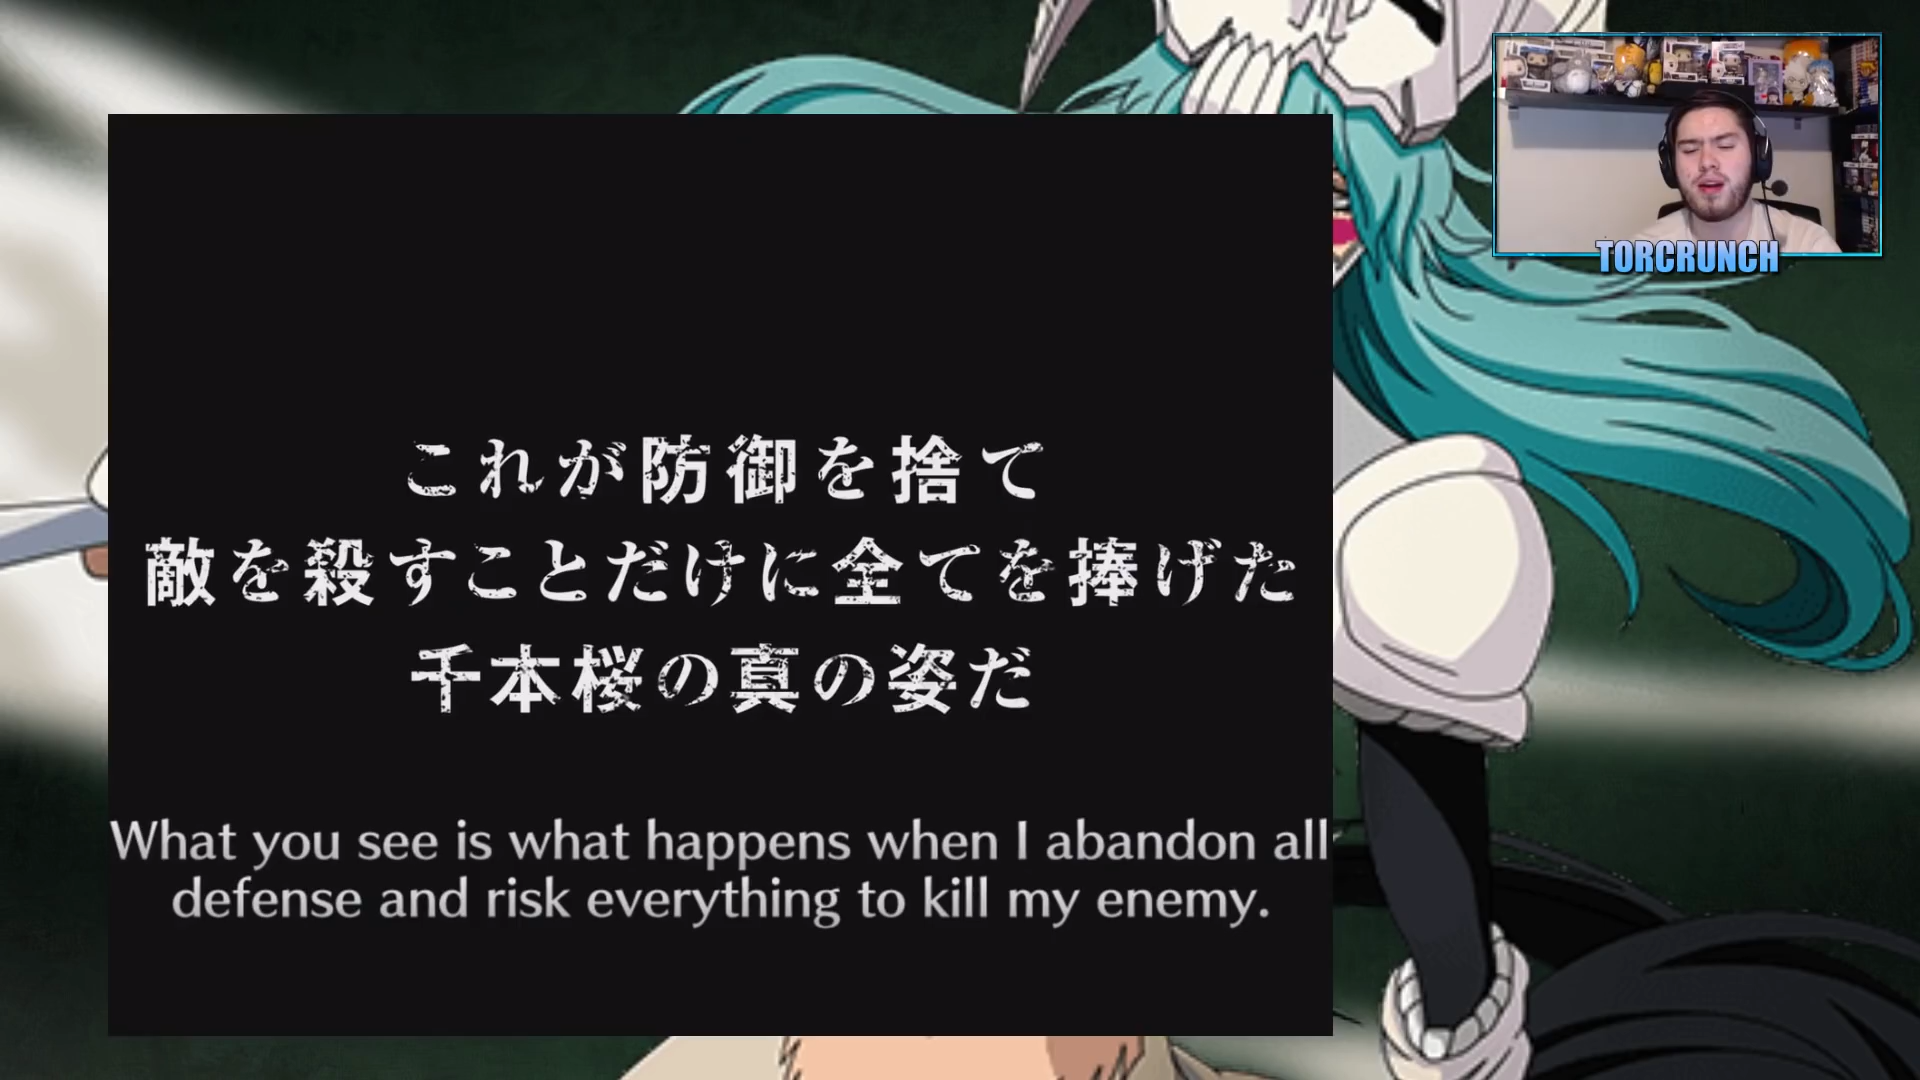 TORCRUNCH
これが防御を捨て
敵を殺すことだけに全てを捧げた
千本桜の真の姿だ
What you see is what happens when I abandon all
defense and risk everything to kill my enemy.